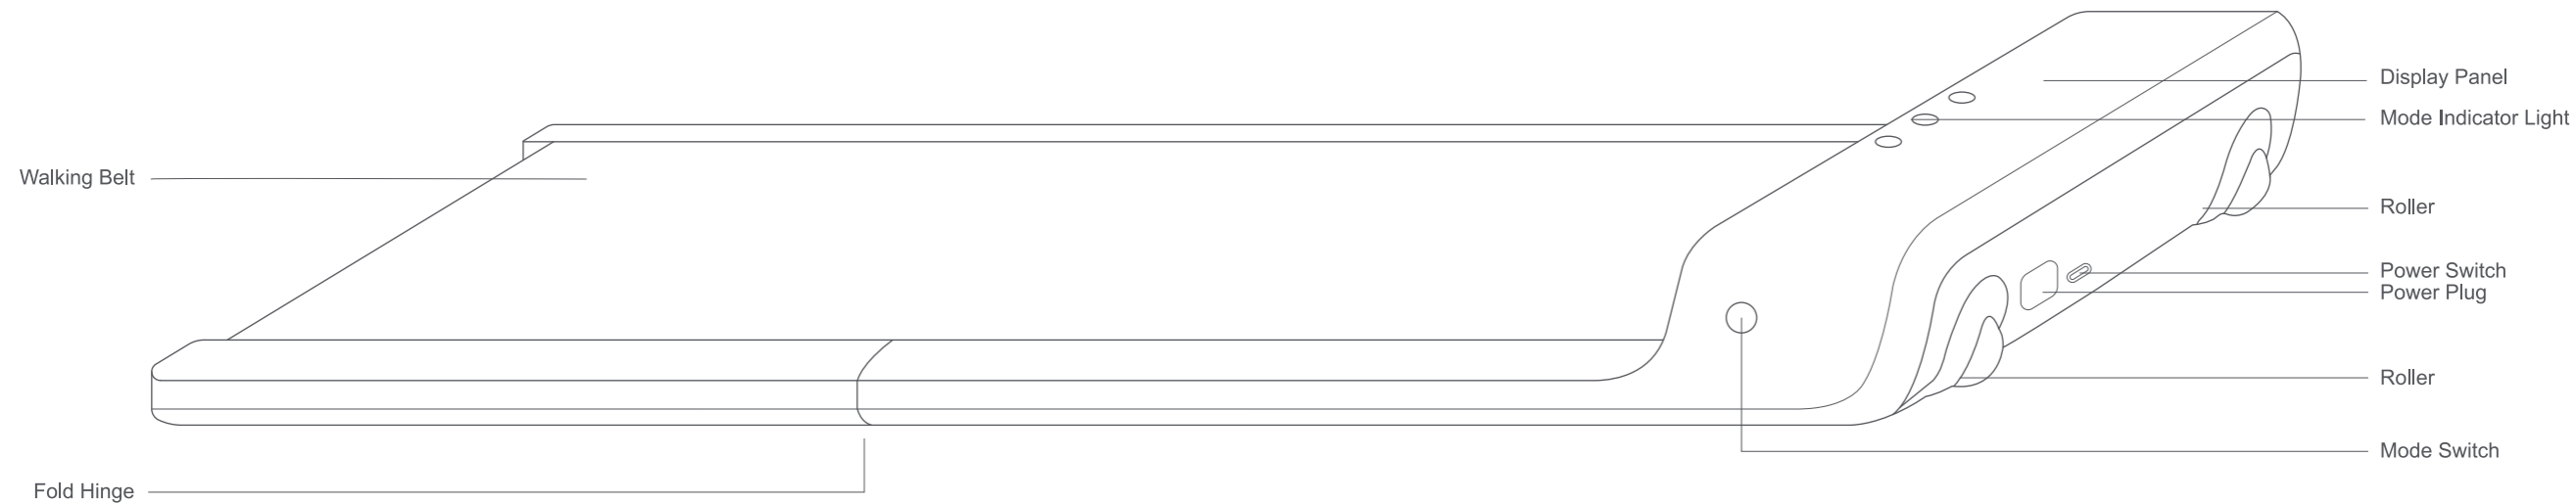 Display Panel
Mode Indicator Light
Walking Belt
Roller
Power Switch
Power Plug
Roller
Mode Switch
Fold Hinge